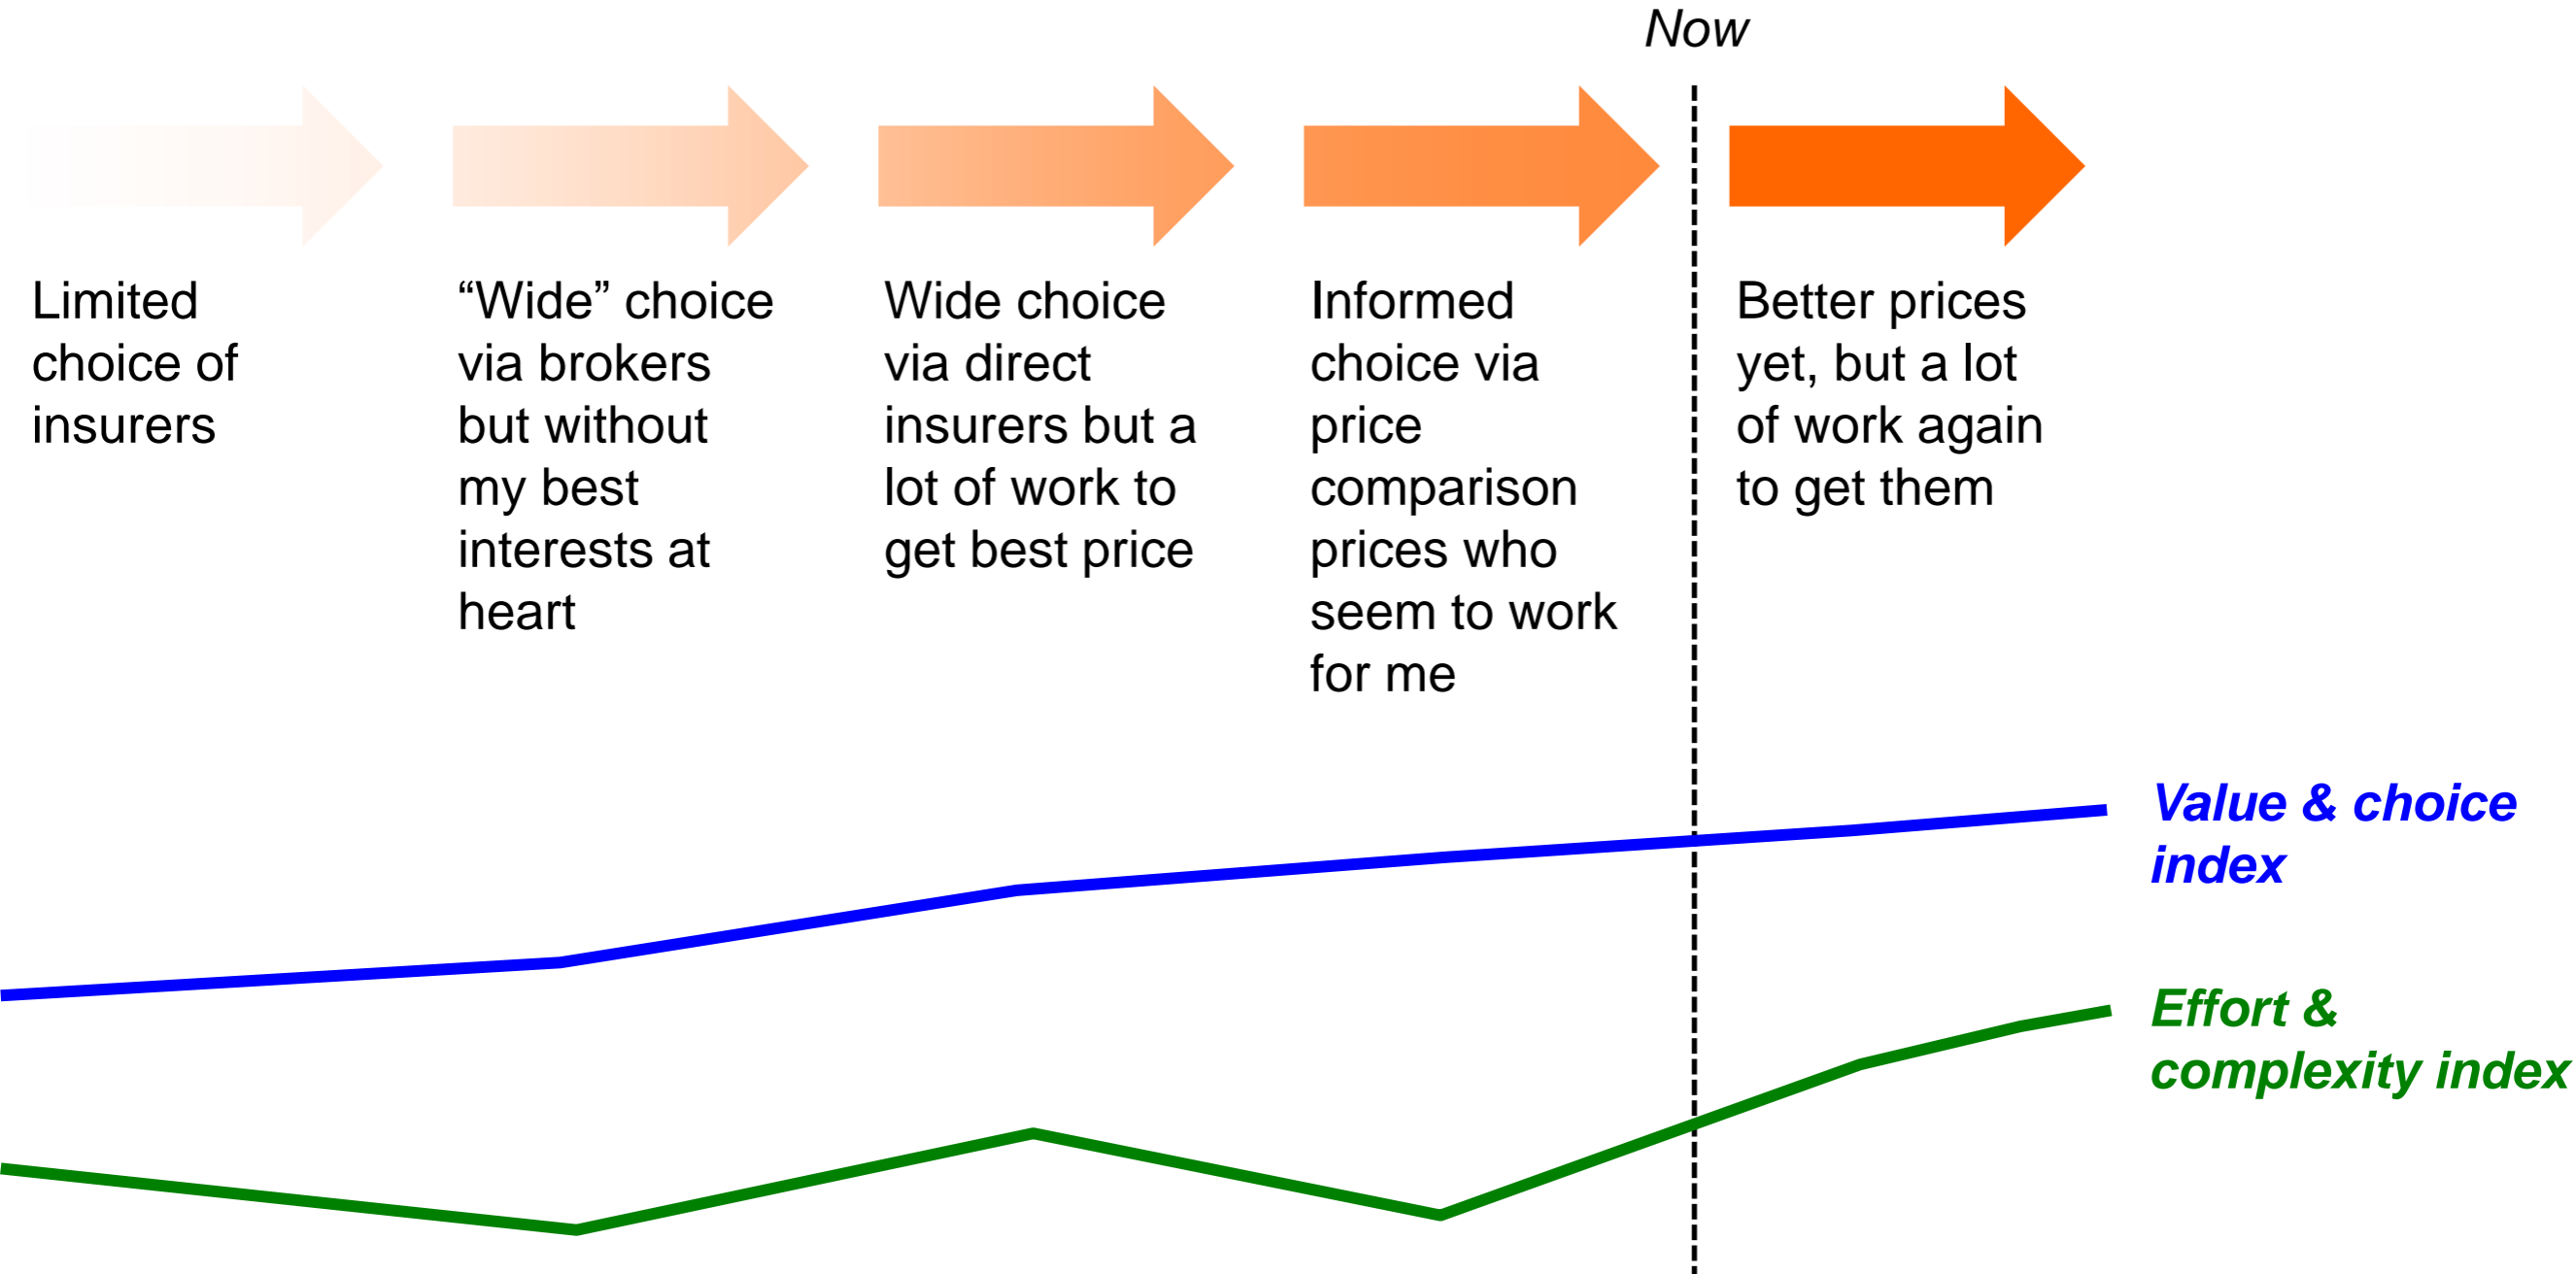 Now
Limited
choice of
insurers
“Wide” choice
via brokers
but without
my best
interests at
heart
Wide choice
via direct
insurers but a
lot of work to
get best price
Informed
choice via
price
comparison
prices who
seem to work
for me
Better prices
yet, but a lot
of work again
to get them
Value & choice
index
Effort &
complexity index